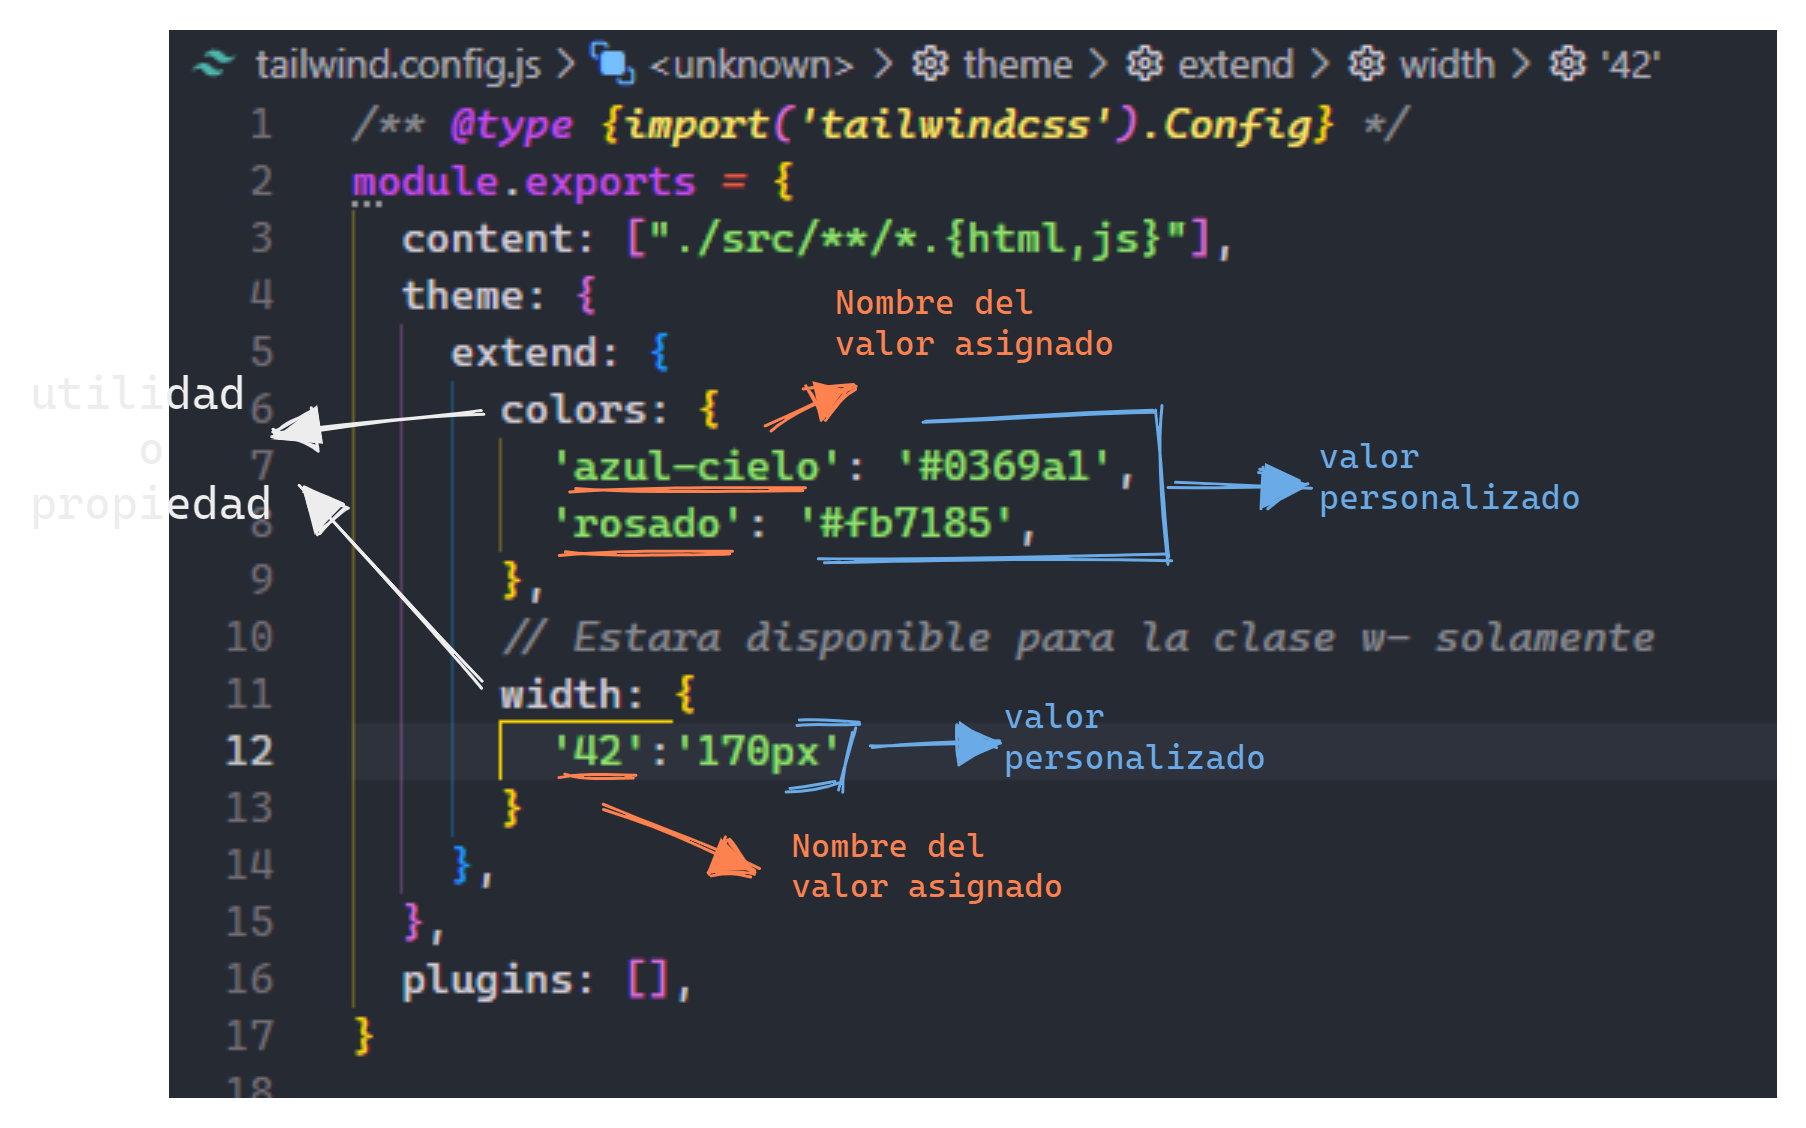 tailwind.config.js > <unknown> > theme > extend > width > '42'
1 /** @type {import('tailwindcss').Config} */
2 module.exports = {
3 content: ["./src/**/*.{html,js}"],
4 theme: {
Nombre del
valor asignado
5 extend: {
utilidad
o
propiedad
6 colors: {
7 'azul-cielo': '#0369a1',
8 'rosado': '#fb7185',
valor
personalizado
9 },
10 // Estara disponible para la clase w- solamente
11 width: {
12 '42':'170px'
valor
personalizado
13 }
Nombre del
valor asignado
14 },
15 },
16 plugins: [],
17 }
18